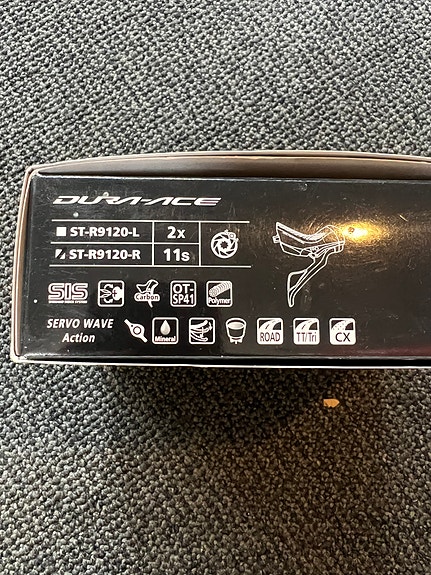 DURA-ACE
ST-R9120-L 2x
ST-R9120-R 11s
SIS
Carbon
OT-SP41
Polymer
SERVO WAVE
Action
Mineral
ROAD
TT/Tri
CX